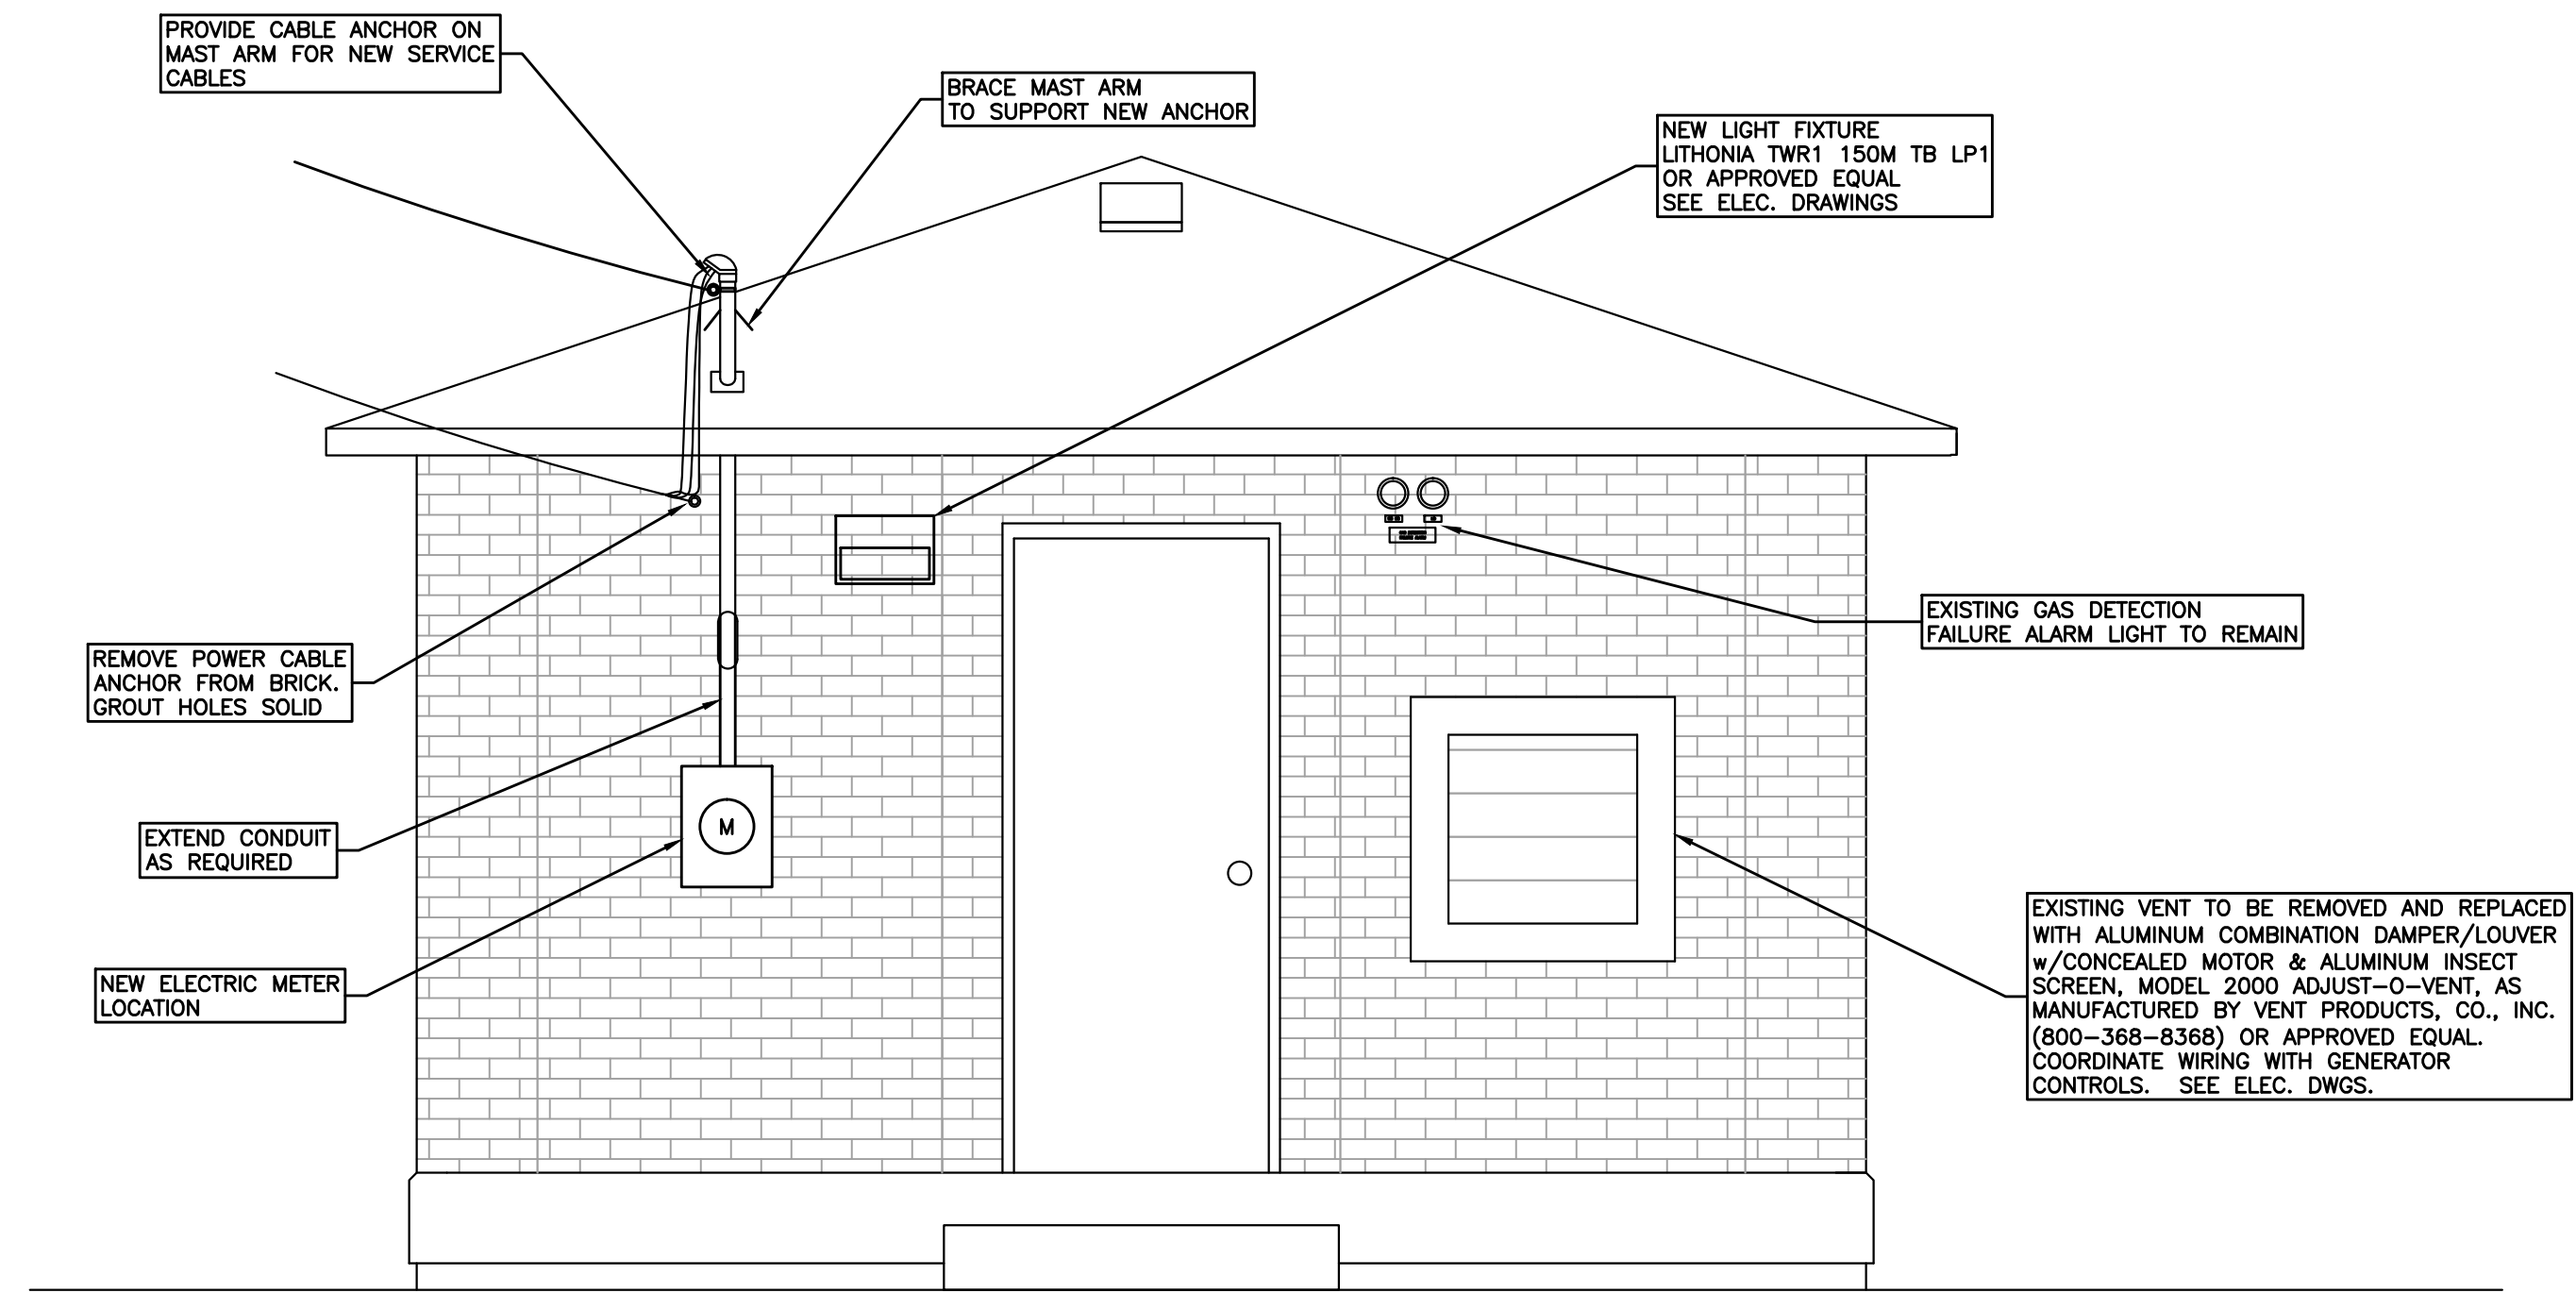 PROVIDE CABLE ANCHOR ON
MAST ARM FOR NEW SERVICE
CABLES
BRACE MAST ARM
TO SUPPORT NEW ANCHOR
NEW LIGHT FIXTURE
LITHONIA TWR1 150M TB LP1
OR APPROVED EQUAL
SEE ELEC. DRAWINGS
EXISTING GAS DETECTION
FAILURE ALARM LIGHT TO REMAIN
REMOVE POWER CABLE
ANCHOR FROM BRICK.
GROUT HOLES SOLID
EXTEND CONDUIT
AS REQUIRED
M
NEW ELECTRIC METER
LOCATION
EXISTING VENT TO BE REMOVED AND REPLACED
WITH ALUMINUM COMBINATION DAMPER/LOUVER
w/CONCEALED MOTOR & ALUMINUM INSECT
SCREEN, MODEL 2000 ADJUST-O-VENT, AS
MANUFACTURED BY VENT PRODUCTS, CO., INC.
(800-368-8368) OR APPROVED EQUAL.
COORDINATE WIRING WITH GENERATOR
CONTROLS. SEE ELEC. DWGS.